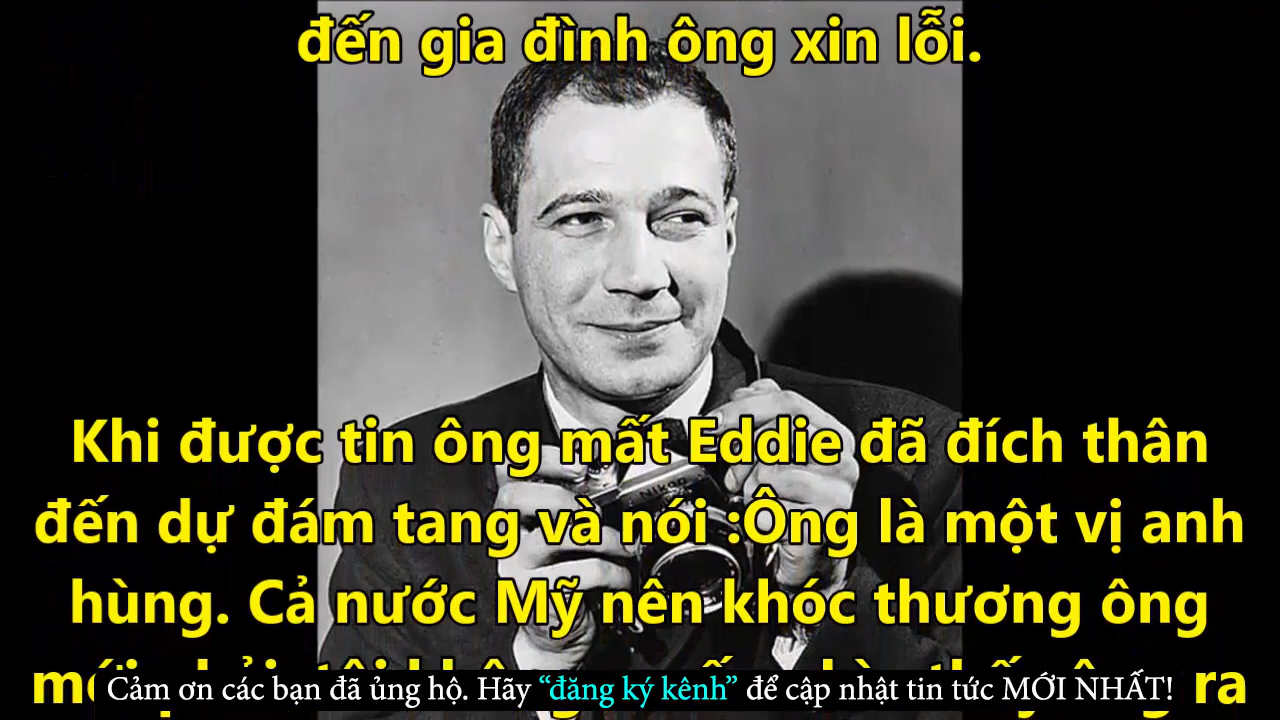 đến gia đình ông xin lỗi.
Khi được tin ông mất Eddie đã đích thân
đến dự đám tang và nói :Ông là một vị anh
Nikon
hùng. Cả nước Mỹ nên khóc thương ông
ra
Cảm ơn các bạn đã ủng hộ. Hãy “đăng ký kênh” để cập nhật tin tức MỚI NHẤT!